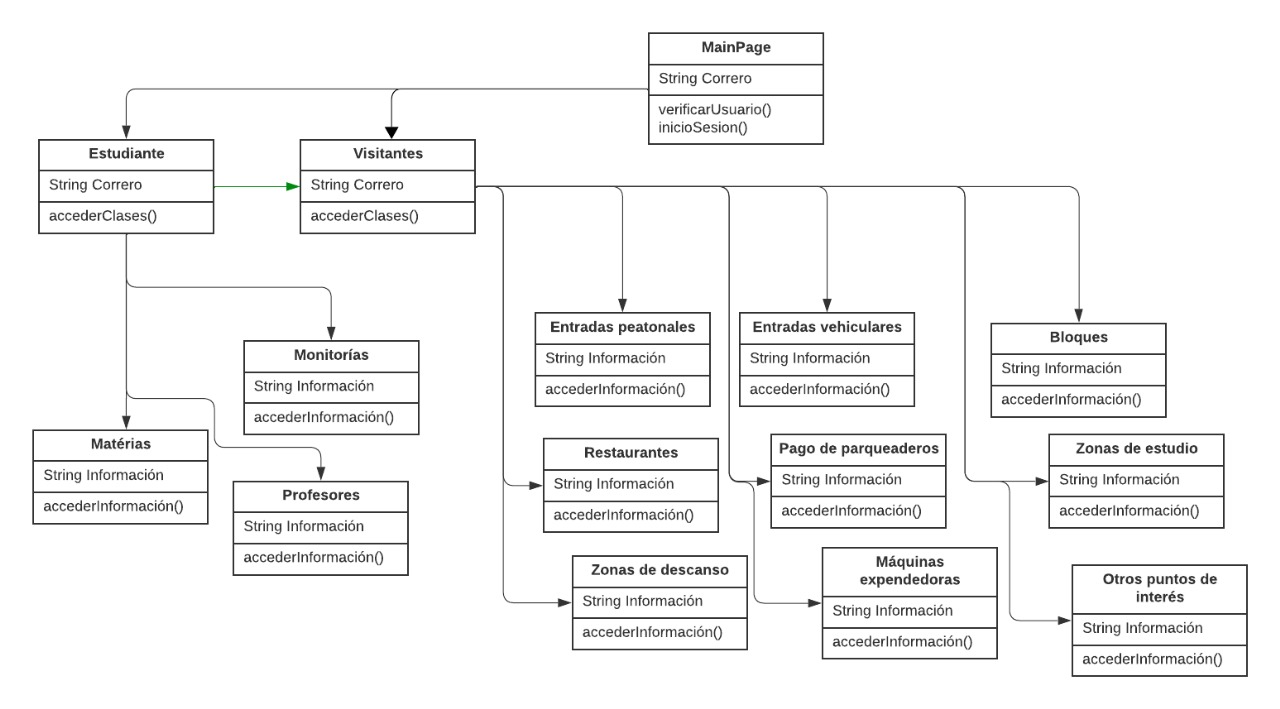 MainPage
String Correro
verificarUsuario()
inicioSesion()
Estudiante
String Correro
accederClases()
Visitantes
String Correro
accederClases()
Monitorías
String Información
accederInformación()
Matérias
String Información
accederInformación()
Profesores
String Información
accederInformación()
Entradas peatonales
String Información
accederInformación()
Entradas vehiculares
String Información
accederInformación()
Bloques
String Información
accederInformación()
Restaurantes
String Información
accederInformación()
Pago de parqueaderos
String Información
accederInformación()
Zonas de estudio
String Información
accederInformación()
Zonas de descanso
String Información
accederInformación()
Máquinas
expendedoras
String Información
accederInformación()
Otros puntos de
interés
String Información
accederInformación()